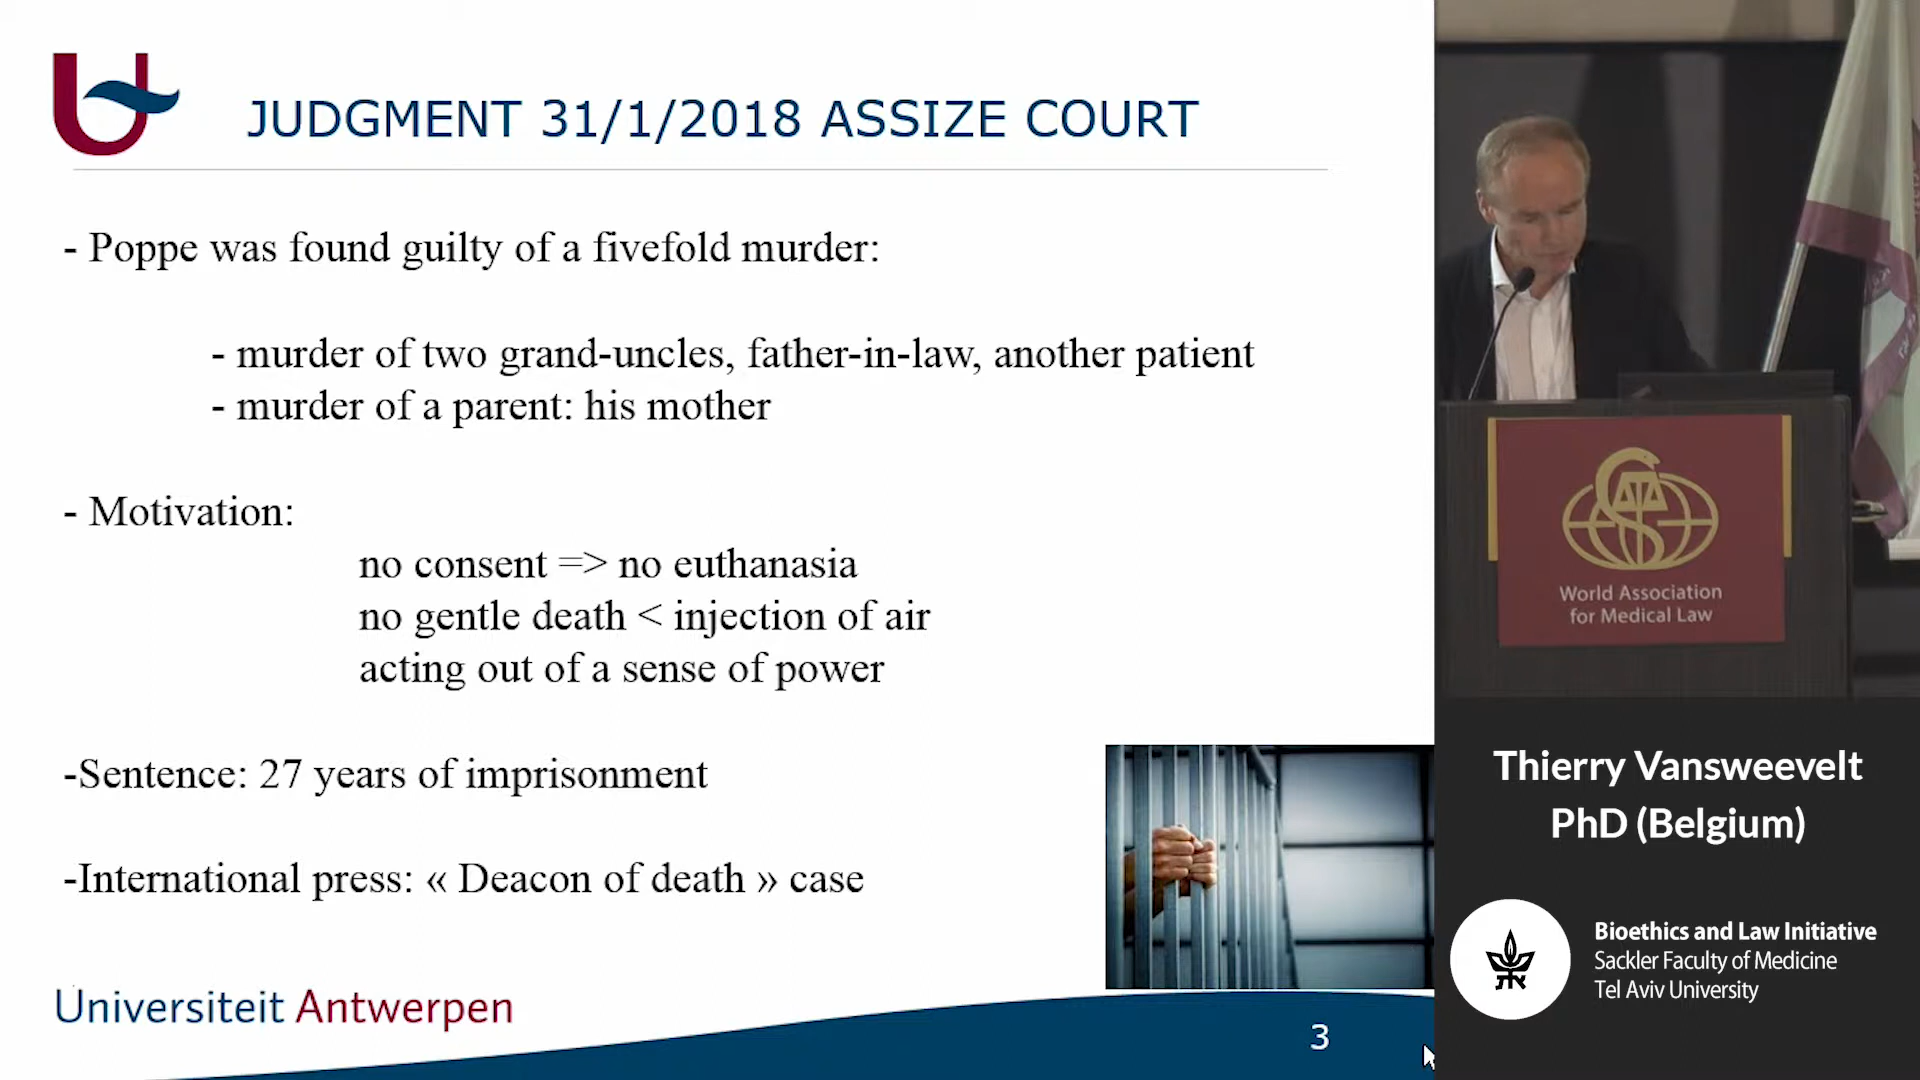 JUDGMENT 31/1/2018 ASSIZE COURT
- Poppe was found guilty of a fivefold murder:
- murder of two grand-uncles, father-in-law, another patient
- murder of a parent: his mother
- Motivation:
no consent => no euthanasia
no gentle death < injection of air
acting out of a sense of power
-Sentence: 27 years of imprisonment
-International press: « Deacon of death » case
Universiteit Antwerpen
3
World Association
for Medical Law
Thierry Vansweevelt
PhD (Belgium)
Bioethics and Law Initiative
Sackler Faculty of Medicine
Tel Aviv University